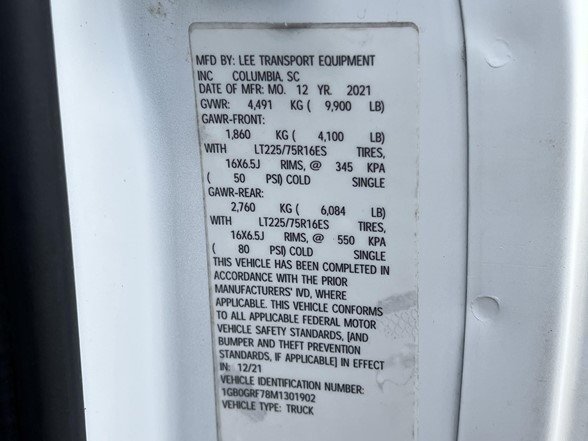 MFD BY: LEE TRANSPORT EQUIPMENT
INC COLUMBIA, SC
DATE OF MFR: MO. 12 YR. 2021
GVWR: 4,491 KG ( 9,900 LB)
GAWR-FRONT:
1,860 KG ( 4,100 LB)
WITH LT225/75R16ES TIRES,
16X6.5J RIMS, @ 345 KPA
( 50 PSI) COLD SINGLE
GAWR-REAR:
2,760 KG ( 6,084 LB)
WITH LT225/75R16ES TIRES,
16X6.5J RIMS, @ 550 KPA
( 80 PSI) COLD SINGLE
THIS VEHICLE HAS BEEN COMPLETED IN
ACCORDANCE WITH THE PRIOR
MANUFACTURERS' IVD, WHERE
APPLICABLE. THIS VEHICLE CONFORMS
TO ALL APPLICABLE FEDERAL MOTOR
VEHICLE SAFETY STANDARDS, [AND
BUMPER AND THEFT PREVENTION
STANDARDS, IF APPLICABLE] IN EFFECT
IN: 12/21
VEHICLE IDENTIFICATION NUMBER:
1GB0GRF78M1301902
VEHICLE TYPE: TRUCK